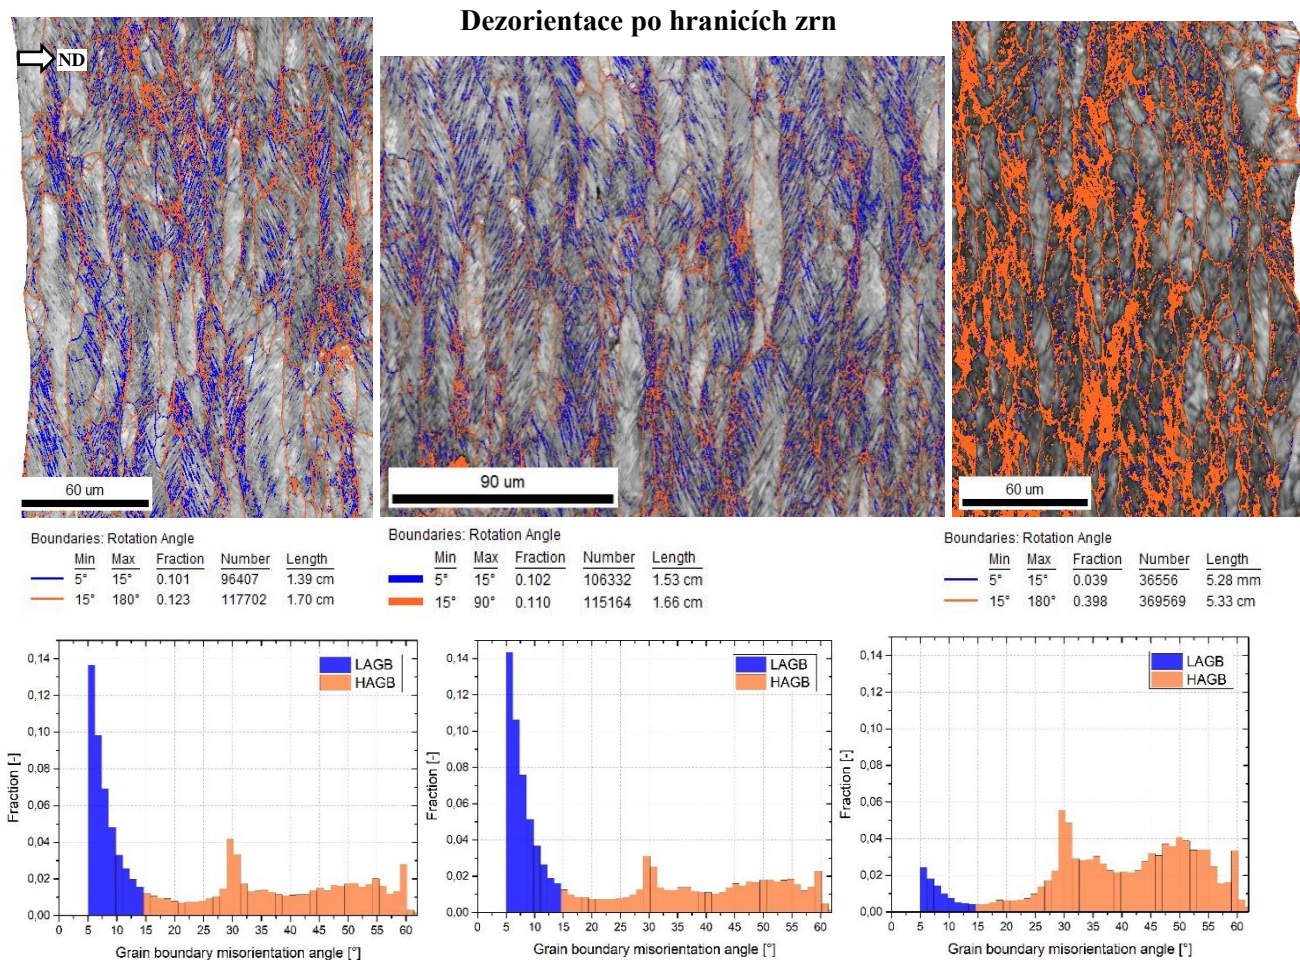 Dezorientace po hranicích zrn
ND
60 um
90 um
60 um
Boundaries: Rotation Angle
Min Max Fraction Number Length
5° 15° 0.101 96407 1.39 cm
15° 180° 0.123 117702 1.70 cm
Boundaries: Rotation Angle
Min Max Fraction Number Length
5° 15° 0.102 106332 1.53 cm
15° 90° 0.110 115164 1.66 cm
Boundaries: Rotation Angle
Min Max Fraction Number Length
5° 15° 0.039 36556 5.28 mm
15° 180° 0.398 369569 5.33 cm
LAGB
HAGB
Fraction [-]
0,14
0,12
0,10
0,08
0,06
0,04
0,02
0,00
0 5 10 15 20 25 30 35 40 45 50 55 60
Grain boundary misorientation angle [°]
LAGB
HAGB
Fraction [-]
0,14
0,12
0,10
0,08
0,06
0,04
0,02
0,00
0 5 10 15 20 25 30 35 40 45 50 55 60
Grain boundary misorientation angle [°]
LAGB
HAGB
Fraction [-]
0,14
0,12
0,10
0,08
0,06
0,04
0,02
0,00
0 5 10 15 20 25 30 35 40 45 50 55 60
Grain boundary misorientation angle [°]